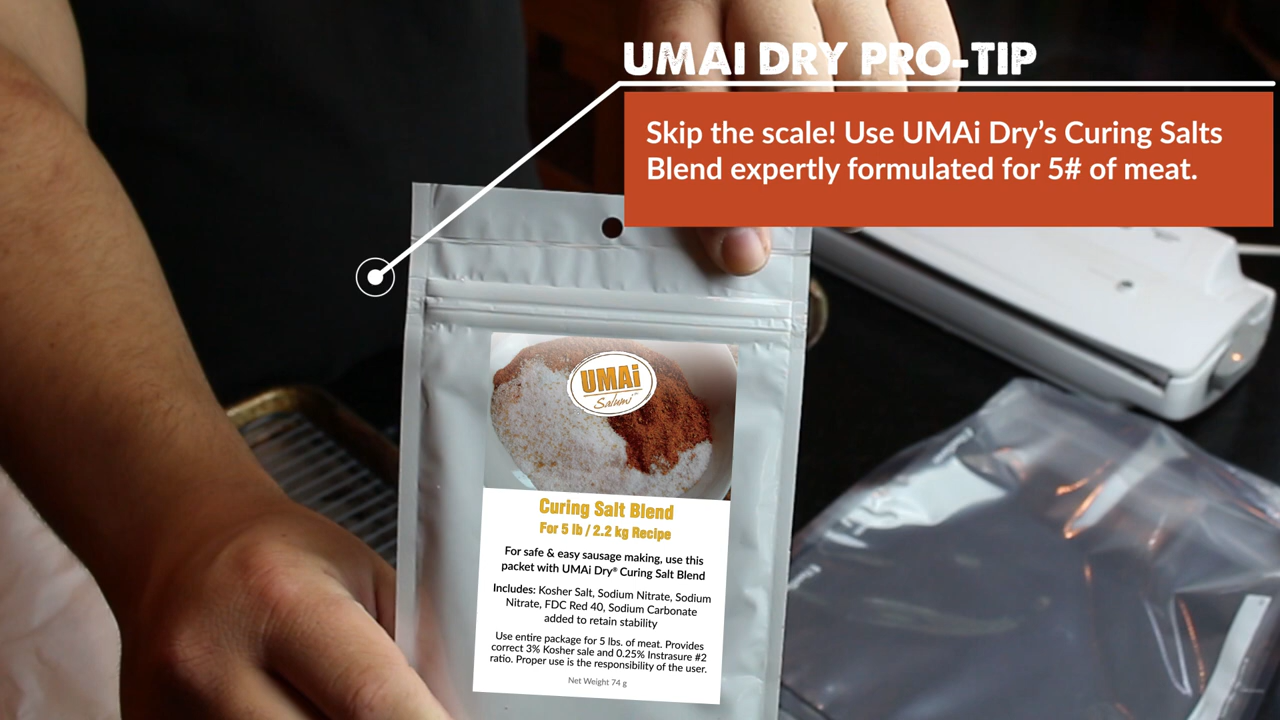 UMAI DRY PRO-TIP
Skip the scale! Use UMAi Dry's Curing Salts
Blend expertly formulated for 5# of meat.
UMAi
Salumi™
Curing Salt Blend
For 5 lb / 2.2 kg Recipe
For safe & easy sausage making, use this
packet with UMAi Dry® Curing Salt Blend
Includes: Kosher Salt, Sodium Nitrate, Sodium
Nitrate, FDC Red 40, Sodium Carbonate
added to retain stability
Use entire package for 5 lbs. of meat. Provides
correct 3% Kosher sale and 0.25% Instrasure #2
ratio. Proper use is the responsibility of the user.
Net Weight 74 g